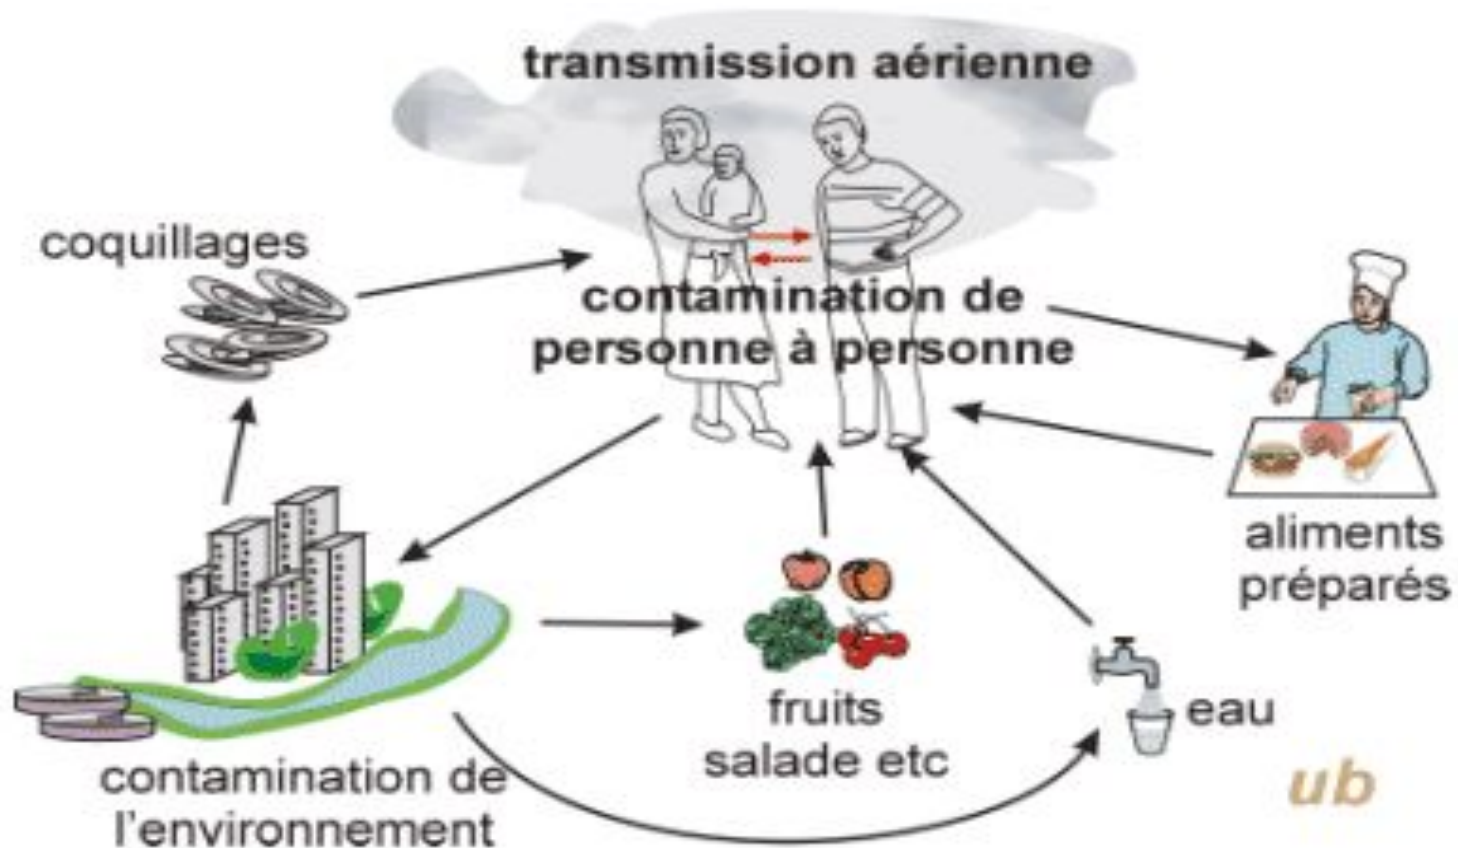 transmission aérienne
coquillages
contamination de
personne à personne
aliments
préparés
fruits
salade etc
eau
contamination de
l'environnement
ub